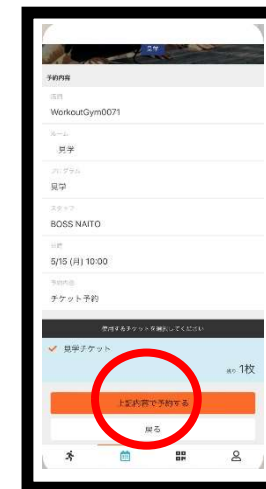 見学
予約内容
店舗
WorkoutGym0071
ルーム
見学
プログラム
見学
スタッフ
BOSS NAITO
日時
5/15 (月) 10:00
予約内容
チケット予約
使用するチケットを選択してください
見学チケット
残り 1枚
上記内容で予約する
戻る